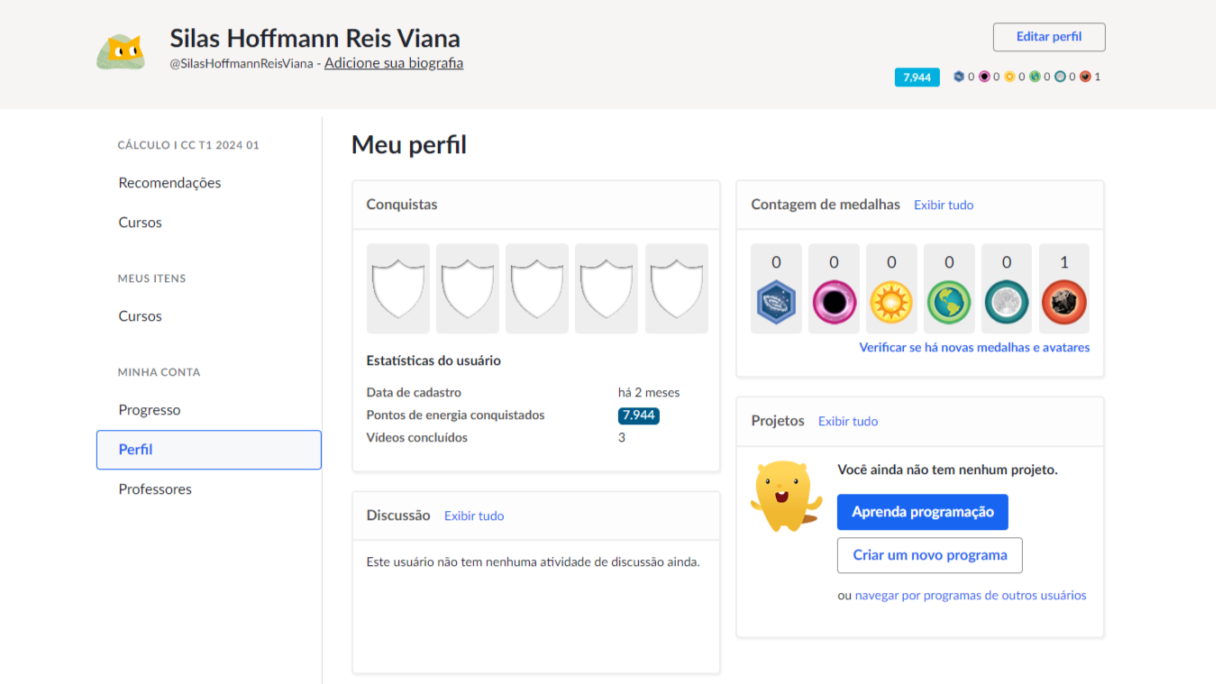 Silas Hoffmann Reis Viana
@SilasHoffmannReisViana - Adicione sua biografia
Editar perfil
7.944 0 0 0 0 0 1
CÁLCULO I CC T1 2024 01
Recomendações
Cursos
MEUS ITENS
Cursos
MINHA CONTA
Progresso
Perfil
Professores
Meu perfil
Conquistas
Estatísticas do usuário
Data de cadastro há 2 meses
Pontos de energia conquistados 7.944
Vídeos concluídos 3
Discussão Exibir tudo
Este usuário não tem nenhuma atividade de discussão ainda.
Contagem de medalhas Exibir tudo
0 0 0 0 0 1
Verificar se há novas medalhas e avatares
Projetos Exibir tudo
Você ainda não tem nenhum projeto.
Aprenda programação
Criar um novo programa
ou navegar por programas de outros usuários